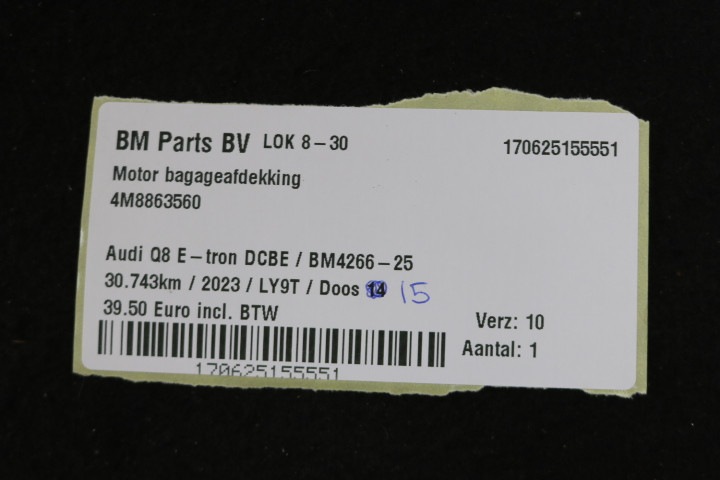 BM Parts BV LOK 8-30 170625155551
Motor bagageafdekking
4M8863560
Audi Q8 E-tron DCBE / BM4266-25
30.743km / 2023 / LY9T / Doos 14 15
39.50 Euro incl. BTW
Verz: 10
Aantal: 1
170625155551